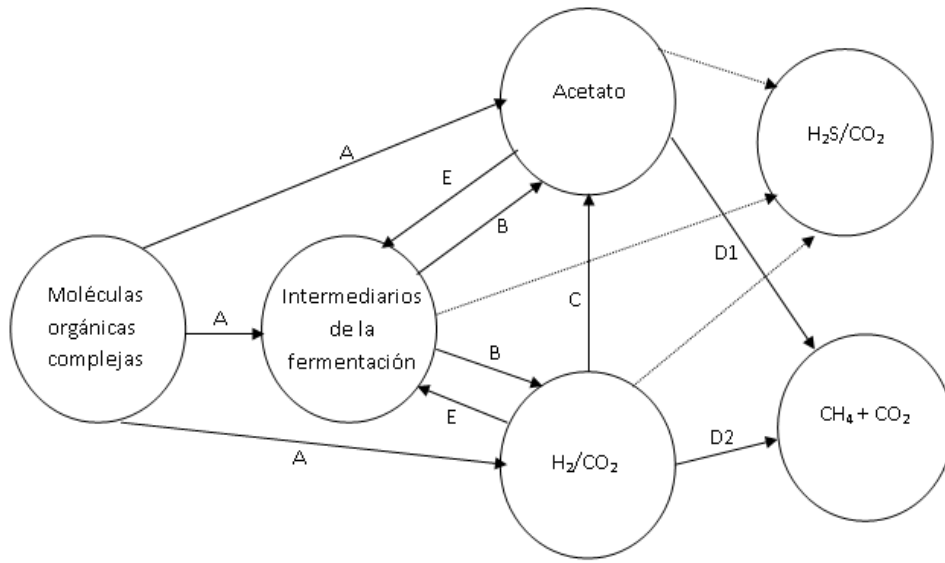 Acetato
H₂S/CO₂
A
E
B
D1
Moléculas
orgánicas
complejas
A
Intermediarios
de la
fermentación
C
B
E
A
H₂/CO₂
D2
CH₄ + CO₂